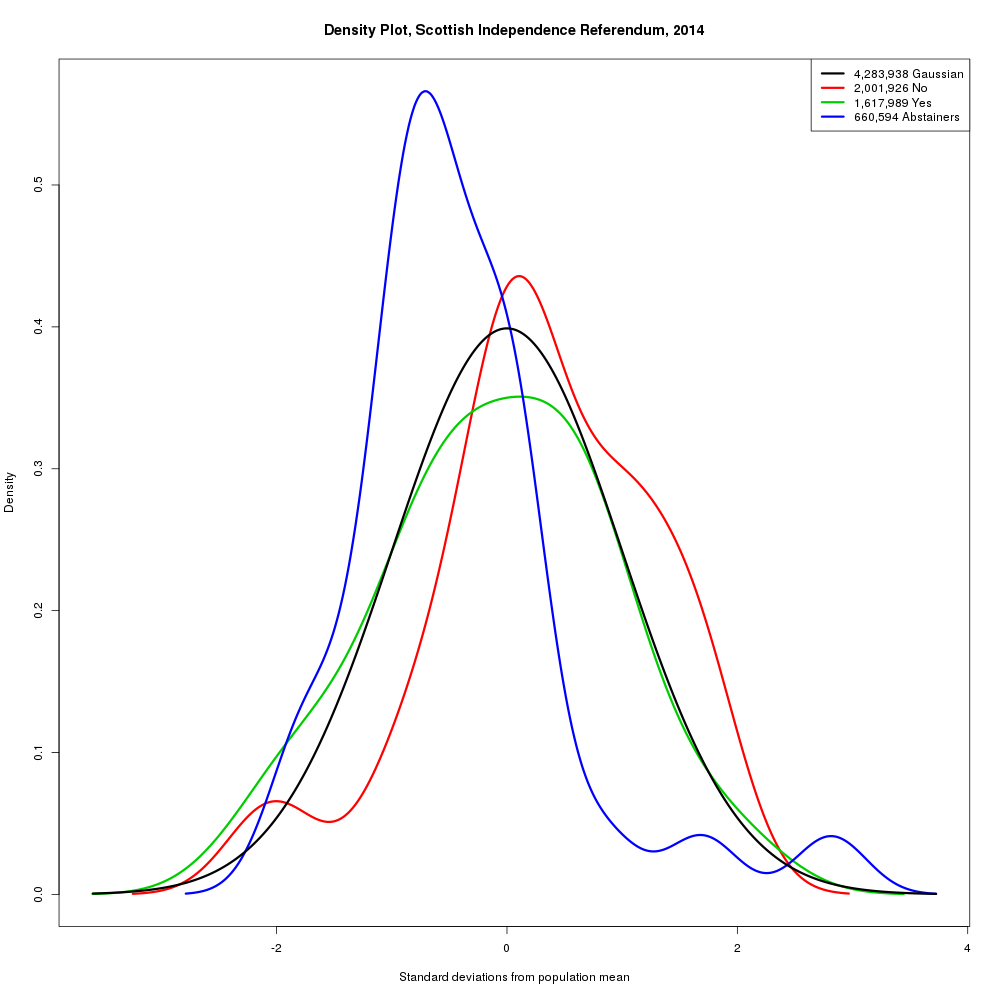 Density Plot, Scottish Independence Referendum, 2014
4,283,938 Gaussian
2,001,926 No
1,617,989 Yes
660,594 Abstainers
Density
0.5
0.4
0.3
0.2
0.1
0.0
-2
0
2
4
Standard deviations from population mean